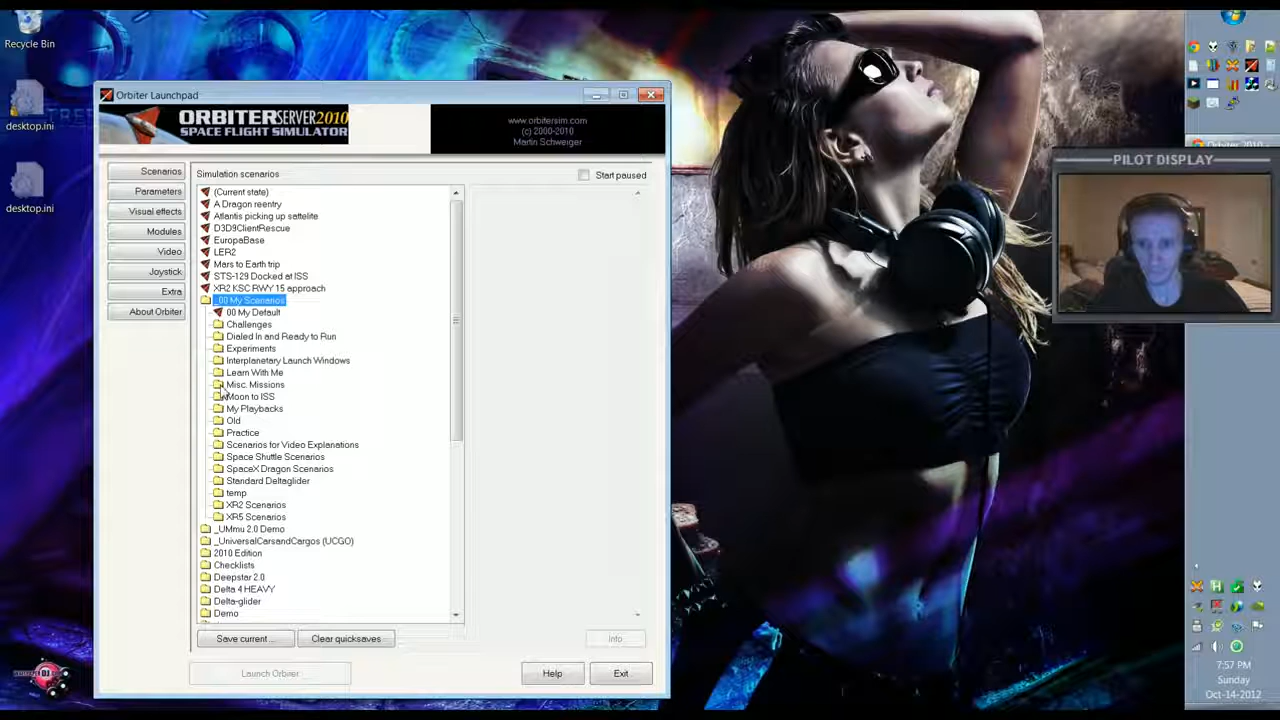 Recycle Bin
desktop.ini
desktop.ini
Orbiter Launchpad
ORBITERSERVER2010
SPACE FLIGHT SIMULATOR
www.orbitersim.com
(c) 2000-2010
Martin Schweiger
Scenarios
Parameters
Visual effects
Modules
Video
Joystick
Extra
About Orbiter
Simulation scenarios
Start paused
(Current state)
A Dragon reentry
Atlantis picking up sattelite
D3D9ClientRescue
EuropaBase
LER2
Mars to Earth trip
STS-129 Docked at ISS
XR2 KSC RWY 15 approach
_00 My Scenarios
00 My Default
Challenges
Dialed In and Ready to Run
Experiments
Interplanetary Launch Windows
Learn With Me
Misc. Missions
Moon to ISS
My Playbacks
Old
Practice
Scenarios for Video Explanations
Space Shuttle Scenarios
SpaceX Dragon Scenarios
Standard Deltaglider
temp
XR2 Scenarios
XR5 Scenarios
_UMmu 2.0 Demo
_UniversalCarsandCargos (UCGO)
2010 Edition
Checklists
Deepstar 2.0
Delta 4 HEAVY
Delta-glider
Demo
Save current...
Clear quicksaves
Info
Launch Orbiter
Help
Exit
PILOT DISPLAY
7:57 PM
Sunday
Oct-14-2012